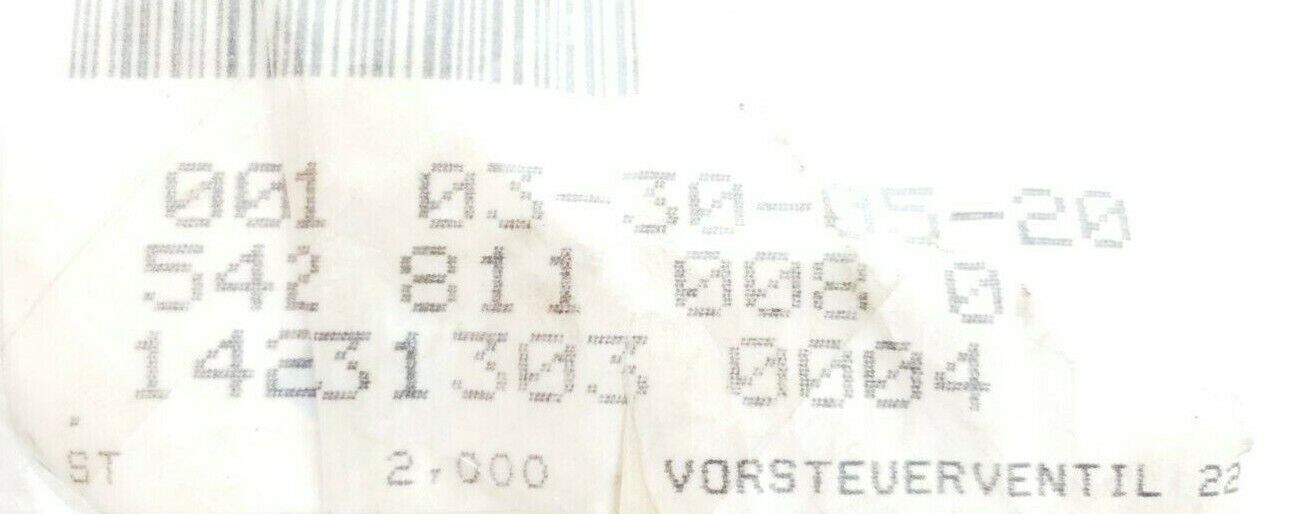 001 03-30-05-20
542 811 008 0
14231303 0004
ST 2,000 VORSTEUERVENTIL 22